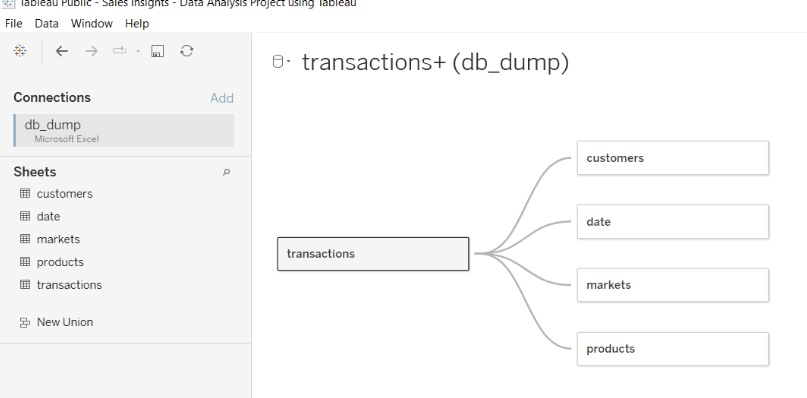 Tableau Public - Sales Insights - Data Analysis Project using Tableau
File Data Window Help
transactions+ (db_dump)
Connections Add
db_dump
Microsoft Excel
Sheets
customers
date
markets
products
transactions
New Union
transactions
customers
date
markets
products